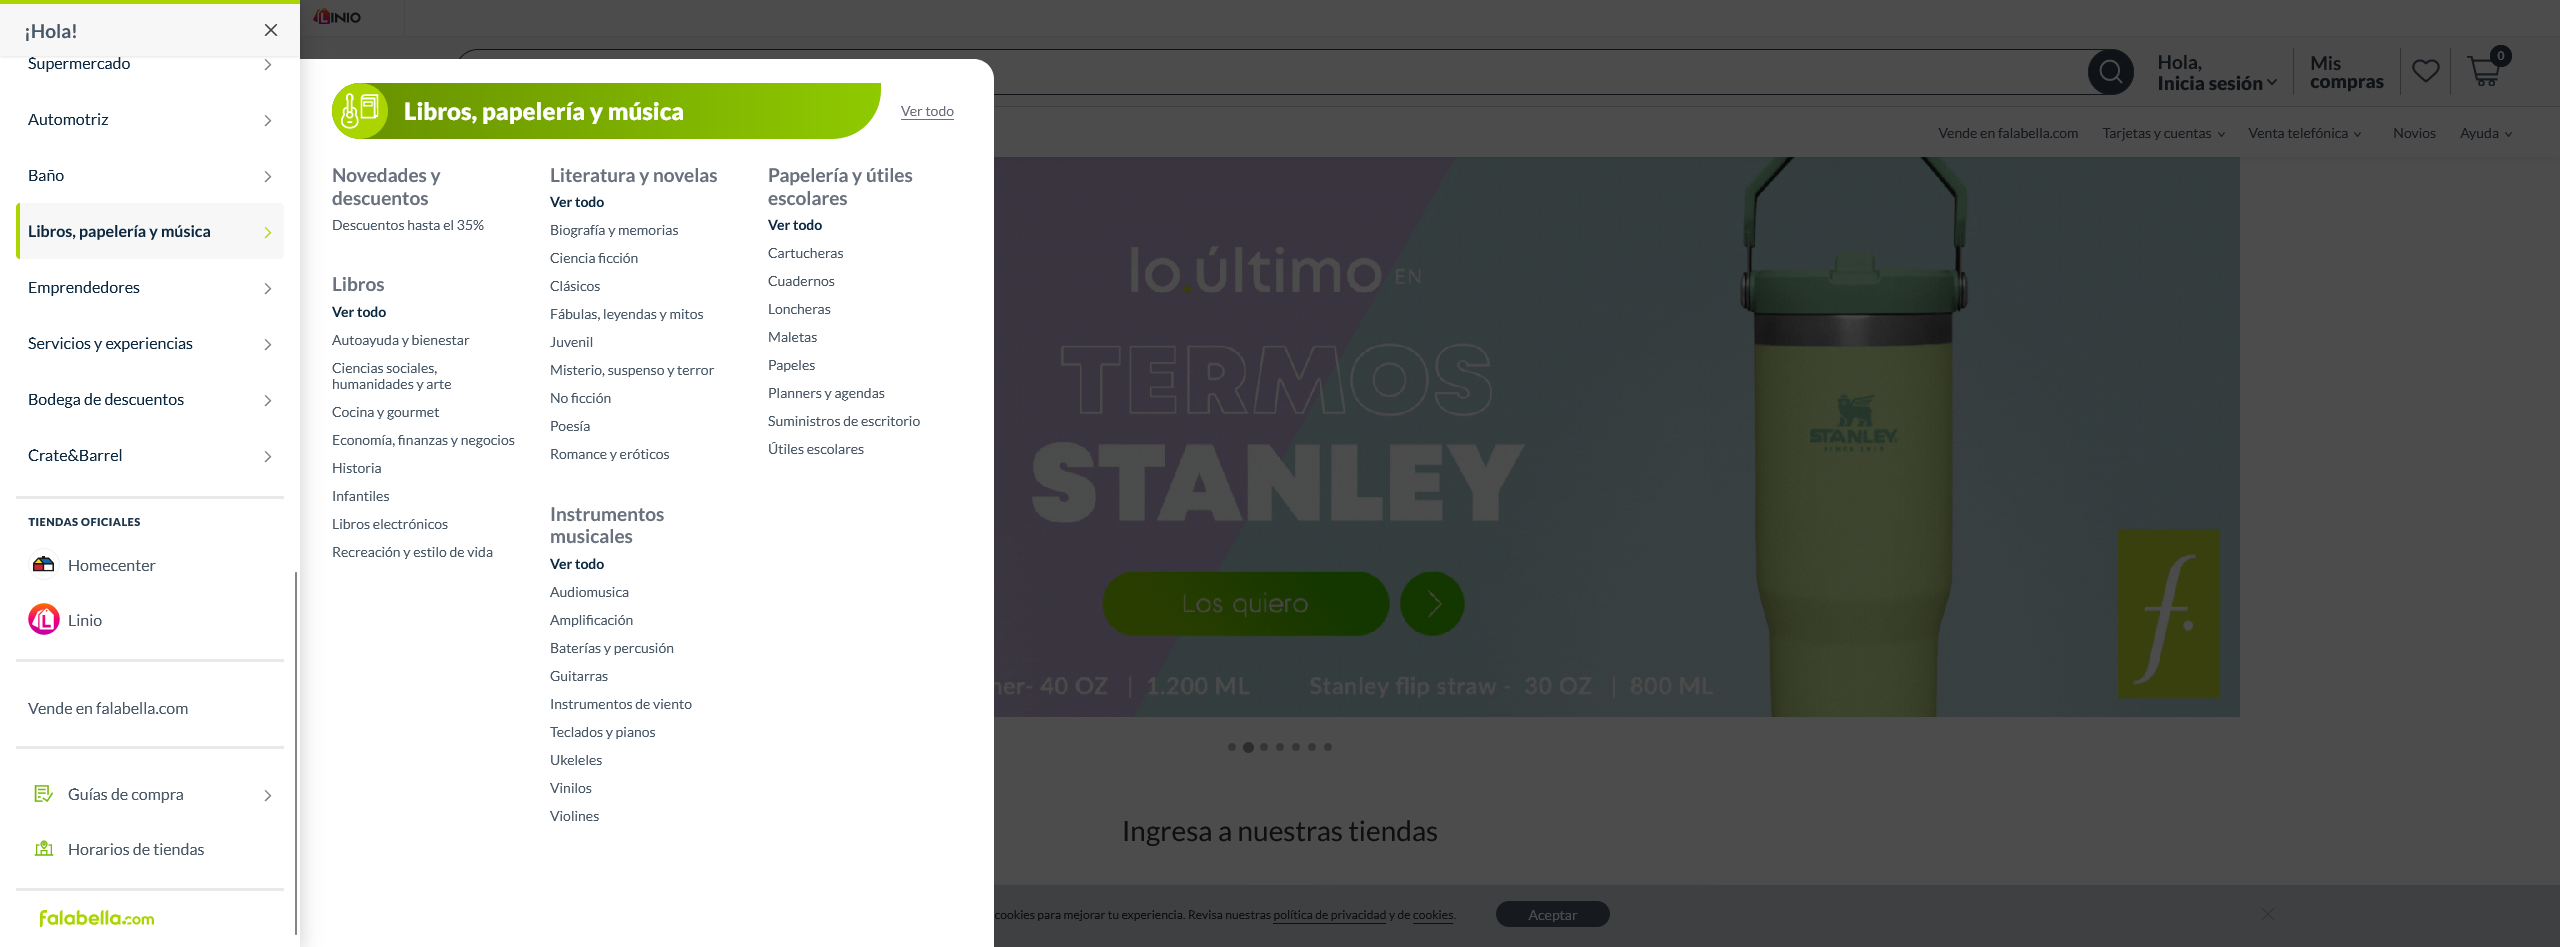 ¡Hola!
Supermercado
Automotriz
Baño
Libros, papelería y música
Emprendedores
Servicios y experiencias
Bodega de descuentos
Crate&Barrel
TIENDAS OFICIALES
Homecenter
Linio
Vende en falabella.com
Guías de compra
Horarios de tiendas
falabella.com
Libros, papelería y música
Ver todo
Novedades y
descuentos
Descuentos hasta el 35%
Libros
Ver todo
Autoayuda y bienestar
Ciencias sociales,
humanidades y arte
Cocina y gourmet
Economía, finanzas y negocios
Historia
Infantiles
Libros electrónicos
Recreación y estilo de vida
Literatura y novelas
Ver todo
Biografía y memorias
Ciencia ficción
Clásicos
Fábulas, leyendas y mitos
Juvenil
Misterio, suspenso y terror
No ficción
Poesía
Romance y eróticos
Instrumentos
musicales
Ver todo
Audiomusica
Amplificación
Baterías y percusión
Guitarras
Instrumentos de viento
Teclados y pianos
Ukeleles
Vinilos
Violines
Papelería y útiles
escolares
Ver todo
Cartucheras
Cuadernos
Loncheras
Maletas
Papeles
Planners y agendas
Suministros de escritorio
Útiles escolares
LINIO
Hola,
Inicia sesión
Mis
compras
0
Vende en falabella.com
Tarjetas y cuentas
Venta telefónica
Novios
Ayuda
lo.último EN
TERMOS
STANLEY
Los quiero
- 40 OZ | 1.200 ML
Stanley flip straw - 30 OZ | 800 ML
STANLEY
SINCE 1913
f.
Ingresa a nuestras tiendas
cookies para mejorar tu experiencia. Revisa nuestras política de privacidad y de cookies.
Aceptar